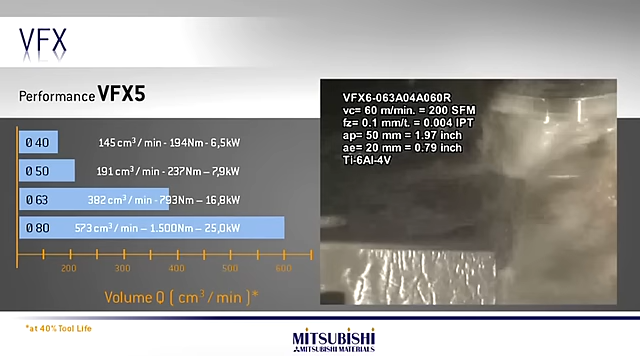 VFX
Performance VFX5
Ø 40 145 cm³/min - 194Nm - 6,5kW
Ø 50 191 cm³/min - 237Nm – 7,9kW
Ø 63 382 cm³/min - 793Nm – 16,8kW
Ø 80 573 cm³/min – 1.500Nm – 25,0kW
200 300 400 500 600
Volume Q [ cm³/min ]*
VFX6-063A04A060R
vc= 60 m/min. = 200 SFM
fz= 0.1 mm/t. = 0.004 IPT
ap= 50 mm = 1.97 inch
ae= 20 mm = 0.79 inch
Ti-6Al-4V
*at 40% Tool Life
MITSUBISHI
MITSUBISHI MATERIALS